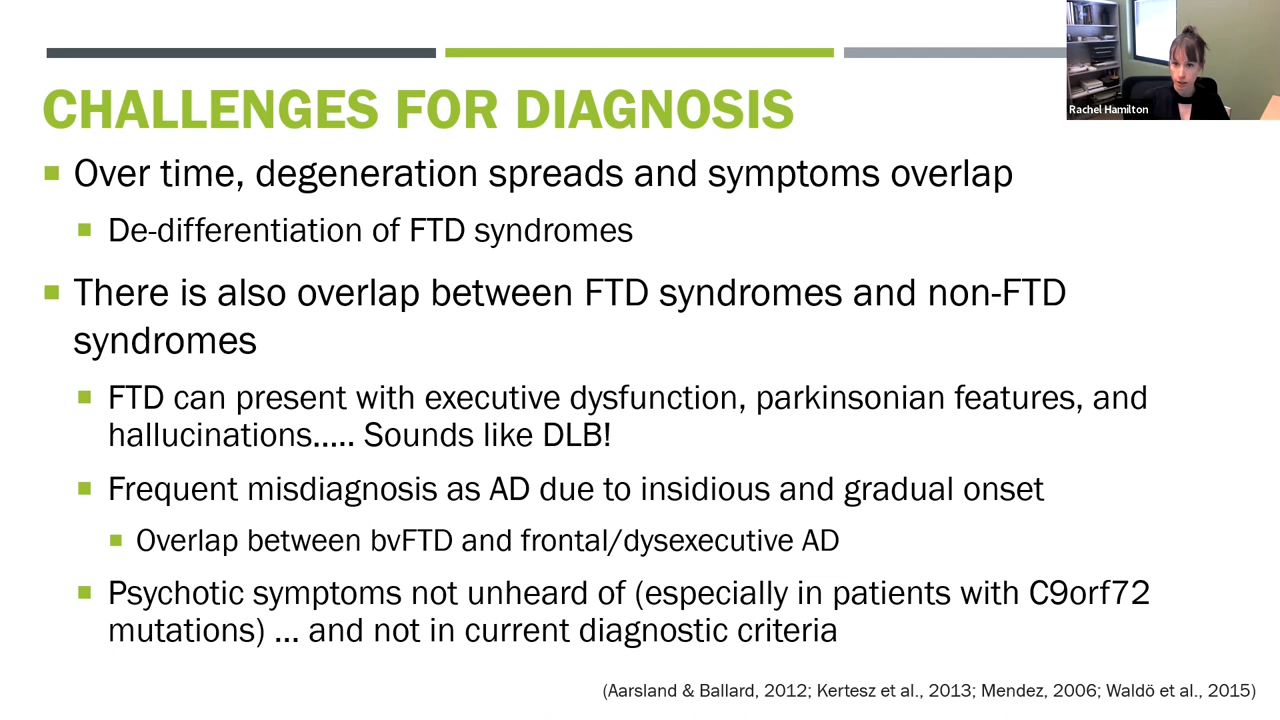 Rachel Hamilton
CHALLENGES FOR DIAGNOSIS
Over time, degeneration spreads and symptoms overlap
De-differentiation of FTD syndromes
There is also overlap between FTD syndromes and non-FTD
syndromes
FTD can present with executive dysfunction, parkinsonian features, and
hallucinations..... Sounds like DLB!
Frequent misdiagnosis as AD due to insidious and gradual onset
Overlap between bvFTD and frontal/dysexecutive AD
Psychotic symptoms not unheard of (especially in patients with C9orf72
mutations) ... and not in current diagnostic criteria
(Aarsland & Ballard, 2012; Kertesz et al., 2013; Mendez, 2006; Waldö et al., 2015)